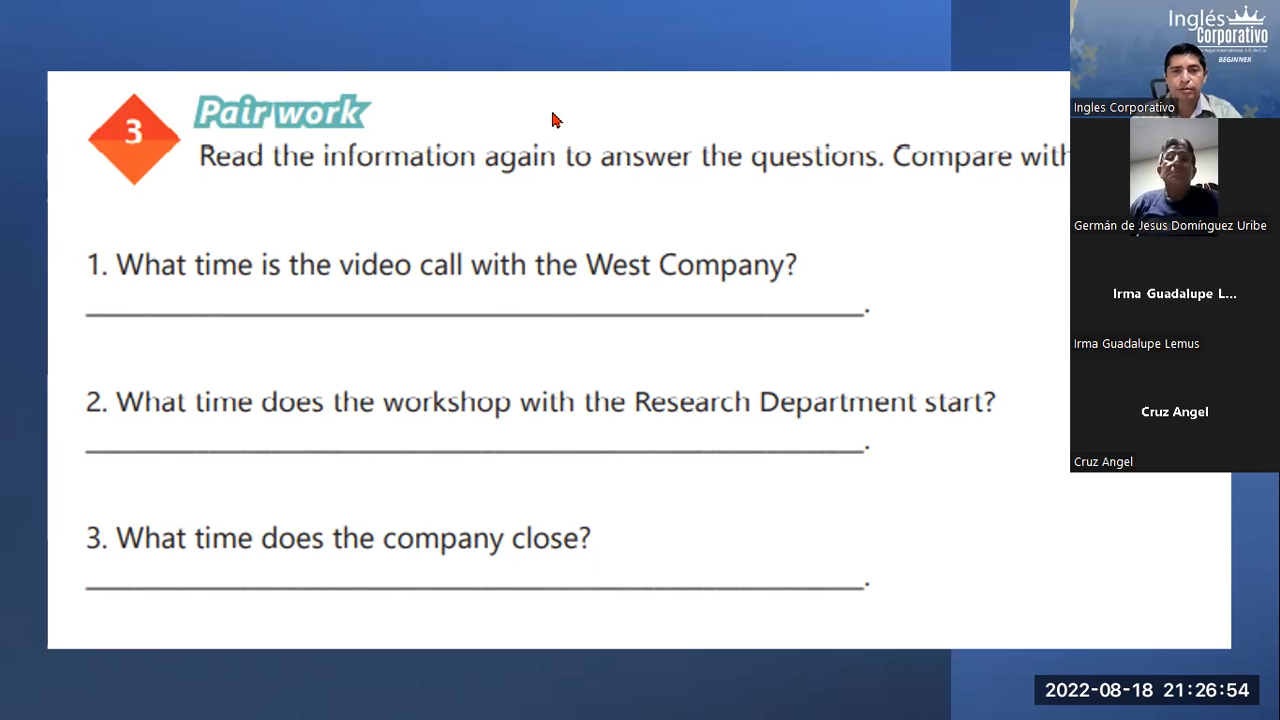 3
Pair work
Read the information again to answer the questions. Compare with
1. What time is the video call with the West Company?
.
2. What time does the workshop with the Research Department start?
.
3. What time does the company close?
.
Inglés
Corporativo
BEGINNER
Ingles Corporativo
Germán de Jesus Domínguez Uribe
Irma Guadalupe L...
Irma Guadalupe Lemus
Cruz Angel
Cruz Angel
2022-08-18 21:26:54